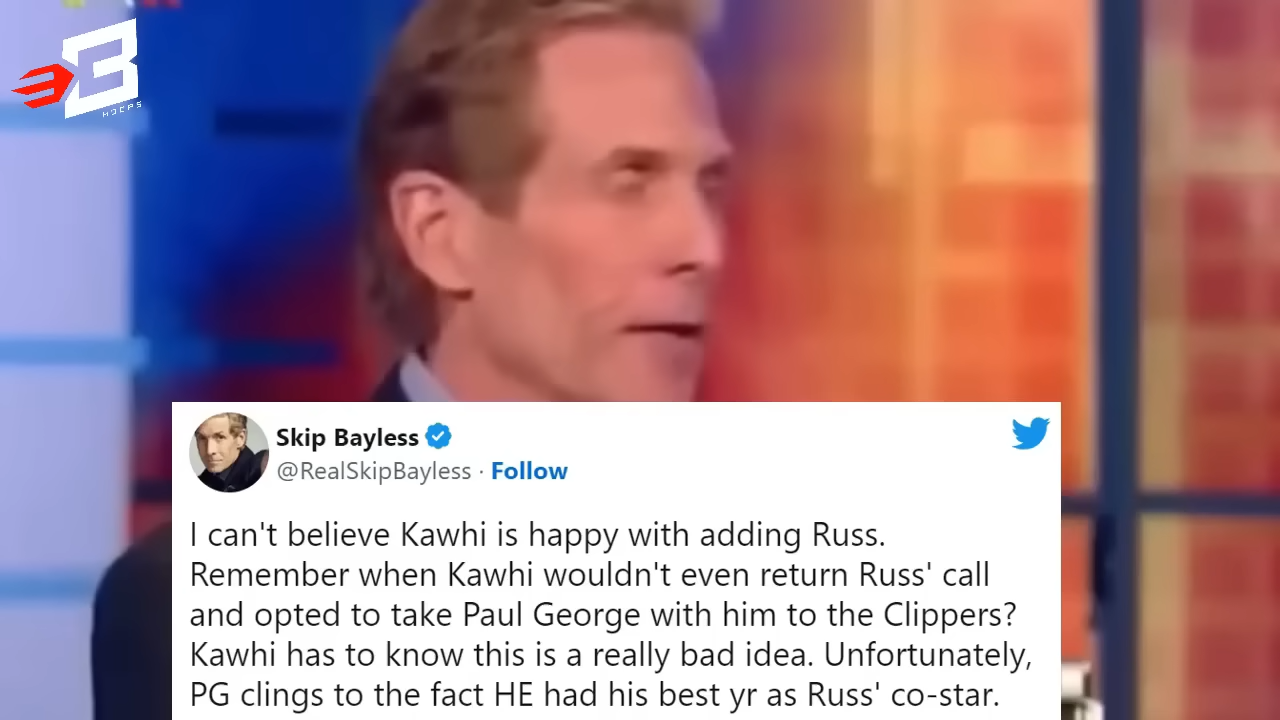 HOOPS
Skip Bayless
@RealSkipBayless · Follow
I can't believe Kawhi is happy with adding Russ.
Remember when Kawhi wouldn't even return Russ' call
and opted to take Paul George with him to the Clippers?
Kawhi has to know this is a really bad idea. Unfortunately,
PG clings to the fact HE had his best yr as Russ' co-star.